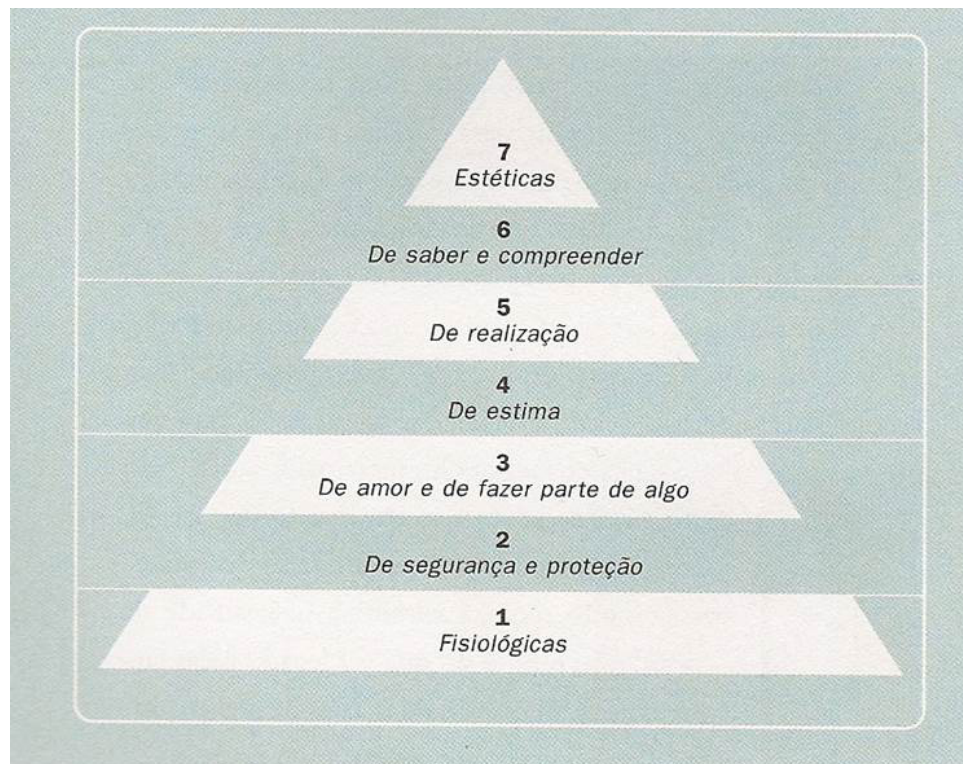 7
Estéticas
6
De saber e compreender
5
De realização
4
De estima
3
De amor e de fazer parte de algo
2
De segurança e proteção
1
Fisiológicas